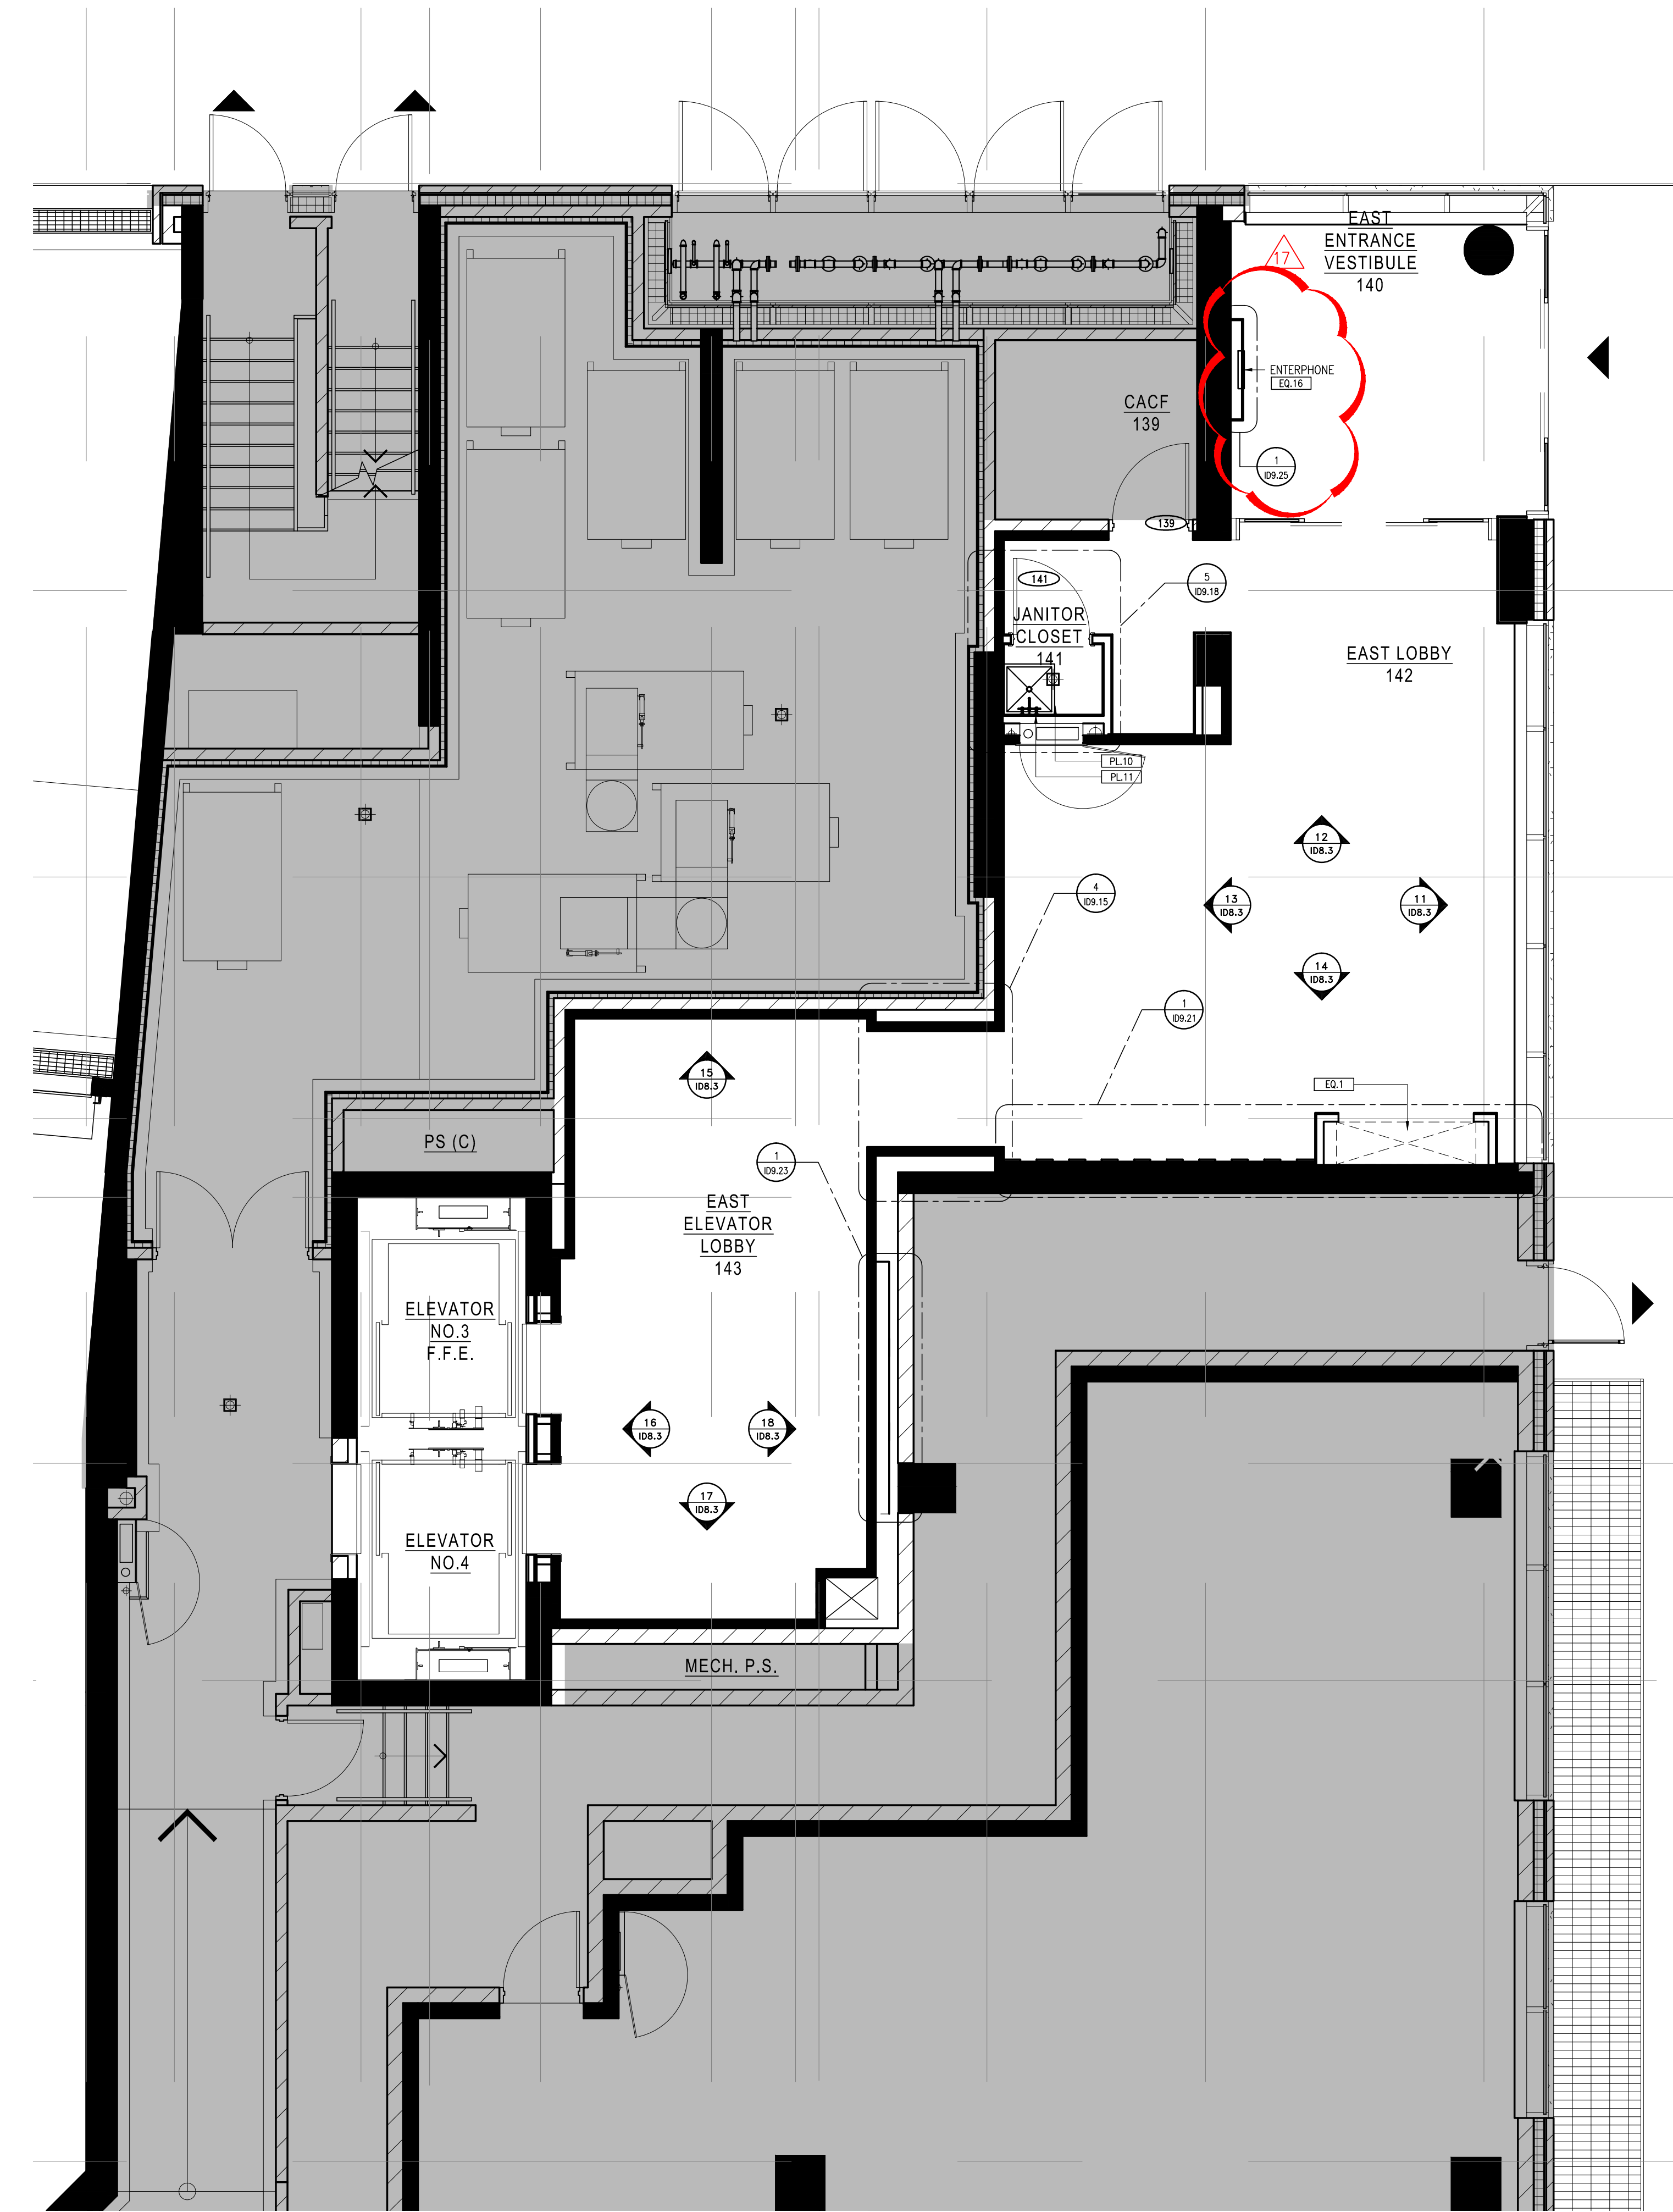 EAST
ENTRANCE
VESTIBULE
140
17
ENTERPHONE
EQ.16
CACF
139
1
ID9.25
139
141
5
ID9.18
JANITOR
CLOSET
141
EAST LOBBY
142
PL.10
PL.11
12
ID8.3
4
ID9.15
13
ID8.3
11
ID8.3
14
ID8.3
1
ID9.21
15
ID8.3
EQ.1
PS (C)
1
ID9.23
EAST
ELEVATOR
LOBBY
143
ELEVATOR
NO.3
F.F.E.
16
ID8.3
18
ID8.3
17
ID8.3
ELEVATOR
NO.4
MECH. P.S.